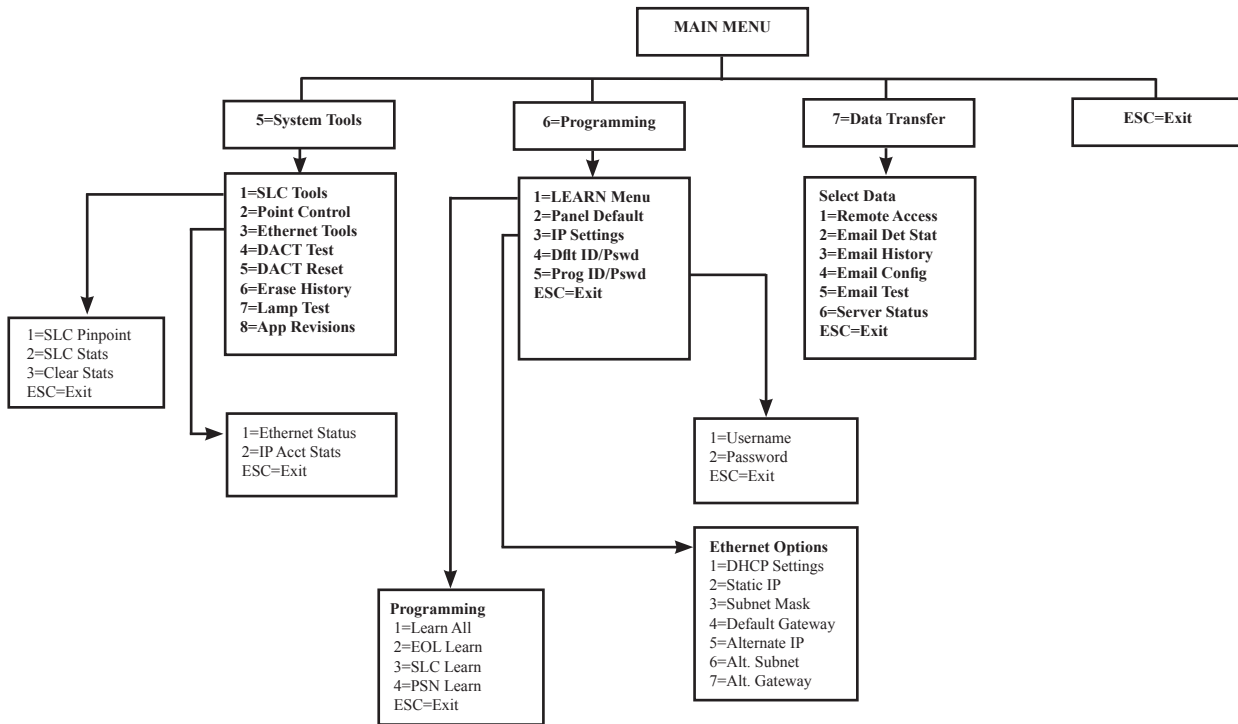 MAIN MENU
5=System Tools
6=Programming
7=Data Transfer
ESC=Exit
1=SLC Tools
2=Point Control
3=Ethernet Tools
4=DACT Test
5=DACT Reset
6=Erase History
7=Lamp Test
8=App Revisions
1=LEARN Menu
2=Panel Default
3=IP Settings
4=Dflt ID/Pswd
5=Prog ID/Pswd
ESC=Exit
Select Data
1=Remote Access
2=Email Det Stat
3=Email History
4=Email Config
5=Email Test
6=Server Status
ESC=Exit
1=SLC Pinpoint
2=SLC Stats
3=Clear Stats
ESC=Exit
1=Ethernet Status
2=IP Acct Stats
ESC=Exit
1=Username
2=Password
ESC=Exit
Ethernet Options
1=DHCP Settings
2=Static IP
3=Subnet Mask
4=Default Gateway
5=Alternate IP
6=Alt. Subnet
7=Alt. Gateway
Programming
1=Learn All
2=EOL Learn
3=SLC Learn
4=PSN Learn
ESC=Exit